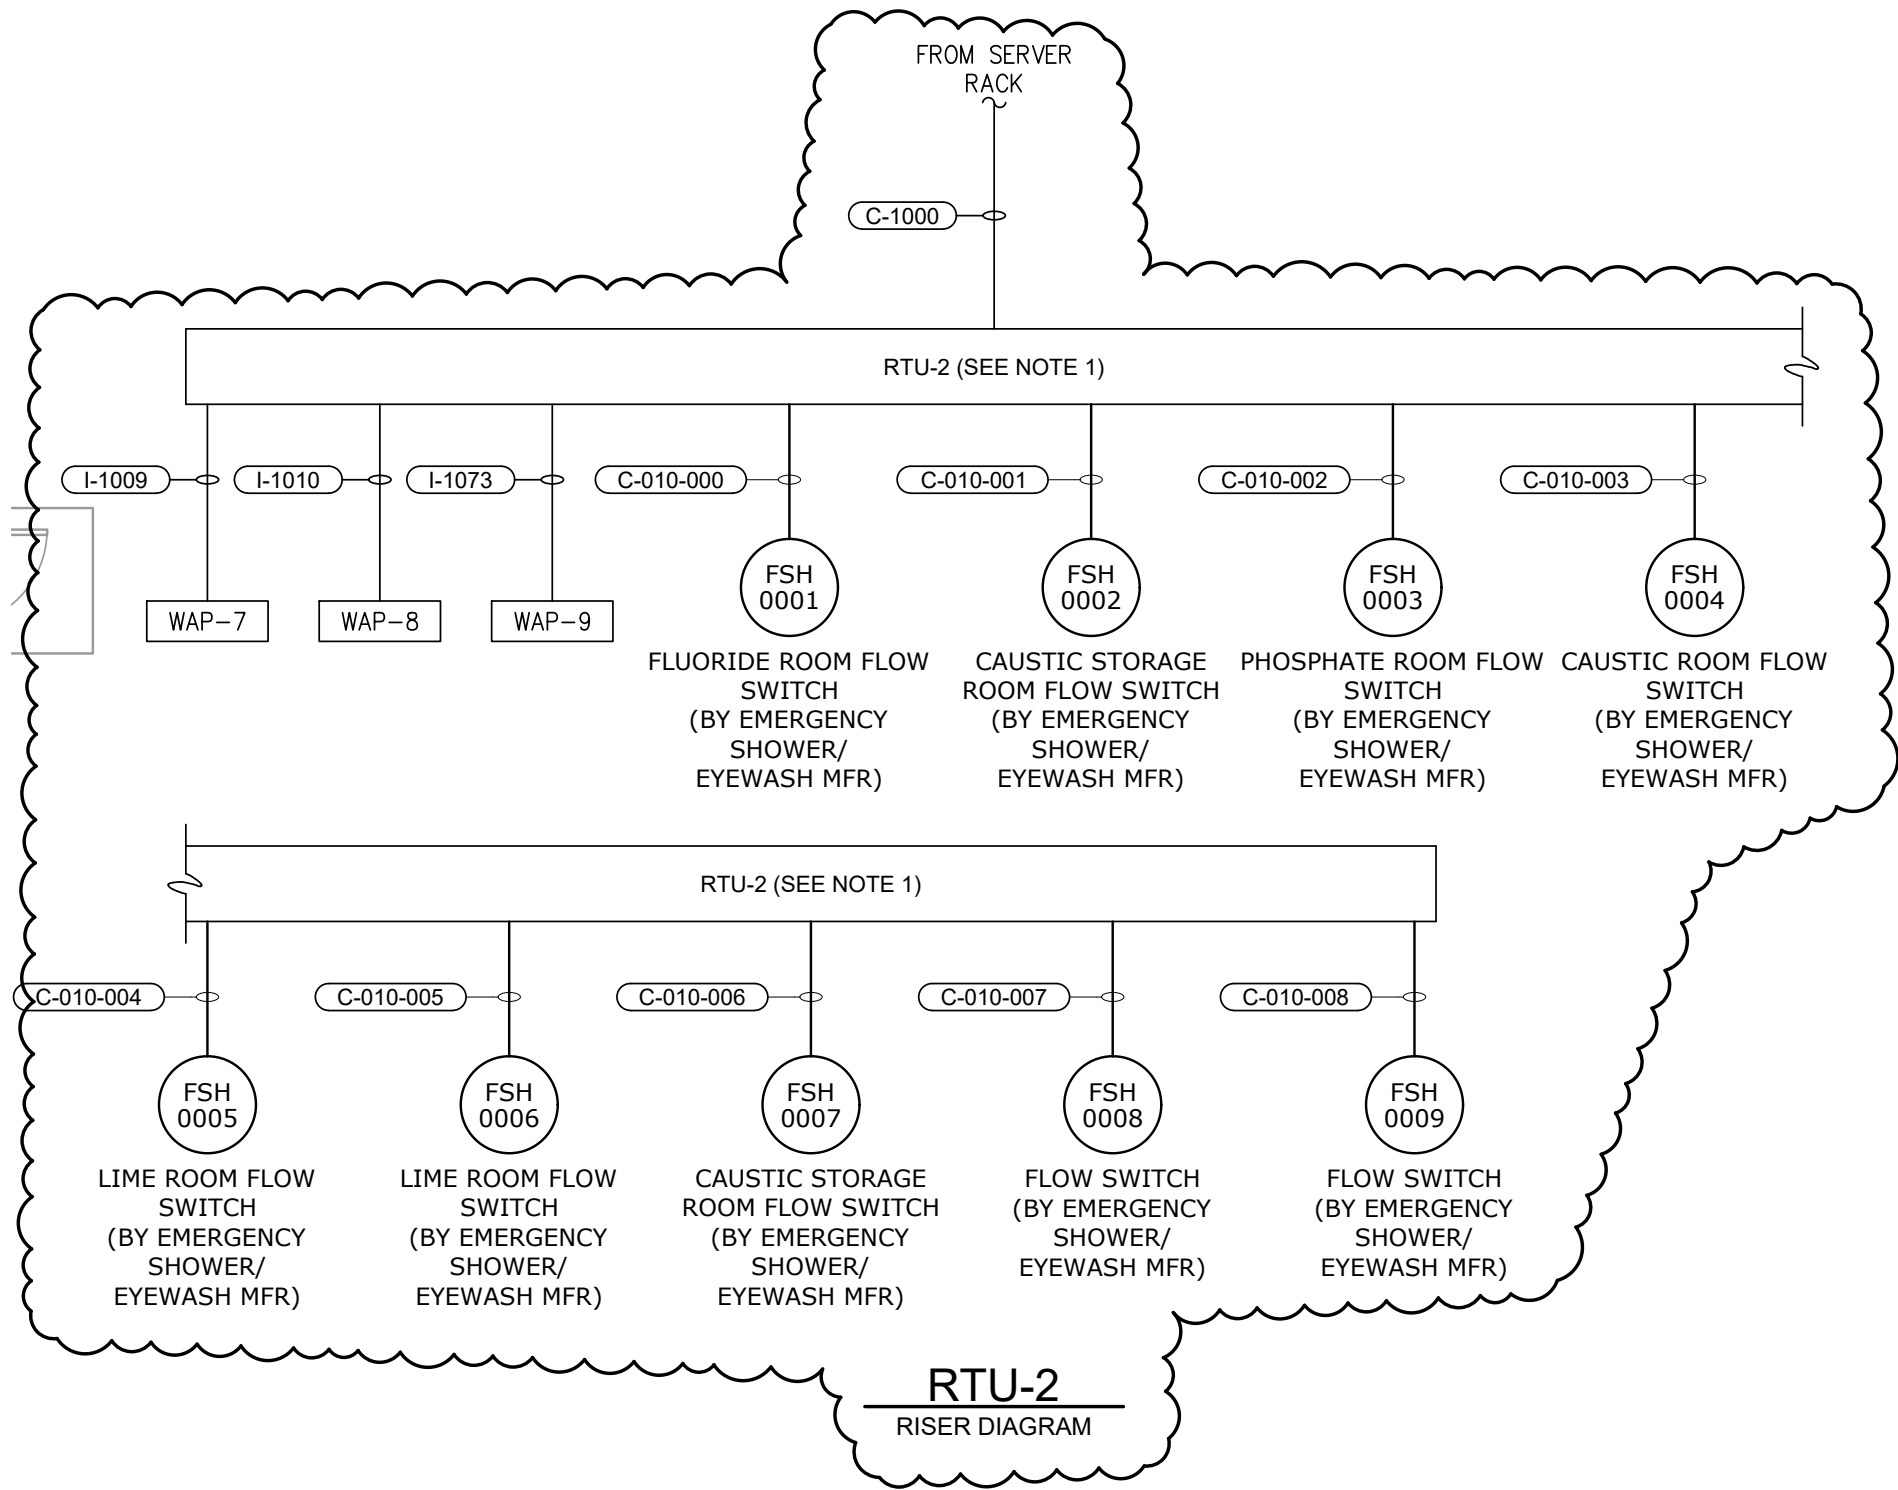 FROM SERVER
RACK
C-1000
RTU-2 (SEE NOTE 1)
I-1009
I-1010
I-1073
C-010-000
C-010-001
C-010-002
C-010-003
WAP-7
WAP-8
WAP-9
FSH
0001
FLUORIDE ROOM FLOW
SWITCH
(BY EMERGENCY
SHOWER/
EYEWASH MFR)
FSH
0002
CAUSTIC STORAGE
ROOM FLOW SWITCH
(BY EMERGENCY
SHOWER/
EYEWASH MFR)
FSH
0003
PHOSPHATE ROOM FLOW
SWITCH
(BY EMERGENCY
SHOWER/
EYEWASH MFR)
FSH
0004
CAUSTIC ROOM FLOW
SWITCH
(BY EMERGENCY
SHOWER/
EYEWASH MFR)
RTU-2 (SEE NOTE 1)
C-010-004
C-010-005
C-010-006
C-010-007
C-010-008
FSH
0005
LIME ROOM FLOW
SWITCH
(BY EMERGENCY
SHOWER/
EYEWASH MFR)
FSH
0006
LIME ROOM FLOW
SWITCH
(BY EMERGENCY
SHOWER/
EYEWASH MFR)
FSH
0007
CAUSTIC STORAGE
ROOM FLOW SWITCH
(BY EMERGENCY
SHOWER/
EYEWASH MFR)
FSH
0008
FLOW SWITCH
(BY EMERGENCY
SHOWER/
EYEWASH MFR)
FSH
0009
FLOW SWITCH
(BY EMERGENCY
SHOWER/
EYEWASH MFR)
RTU-2
RISER DIAGRAM